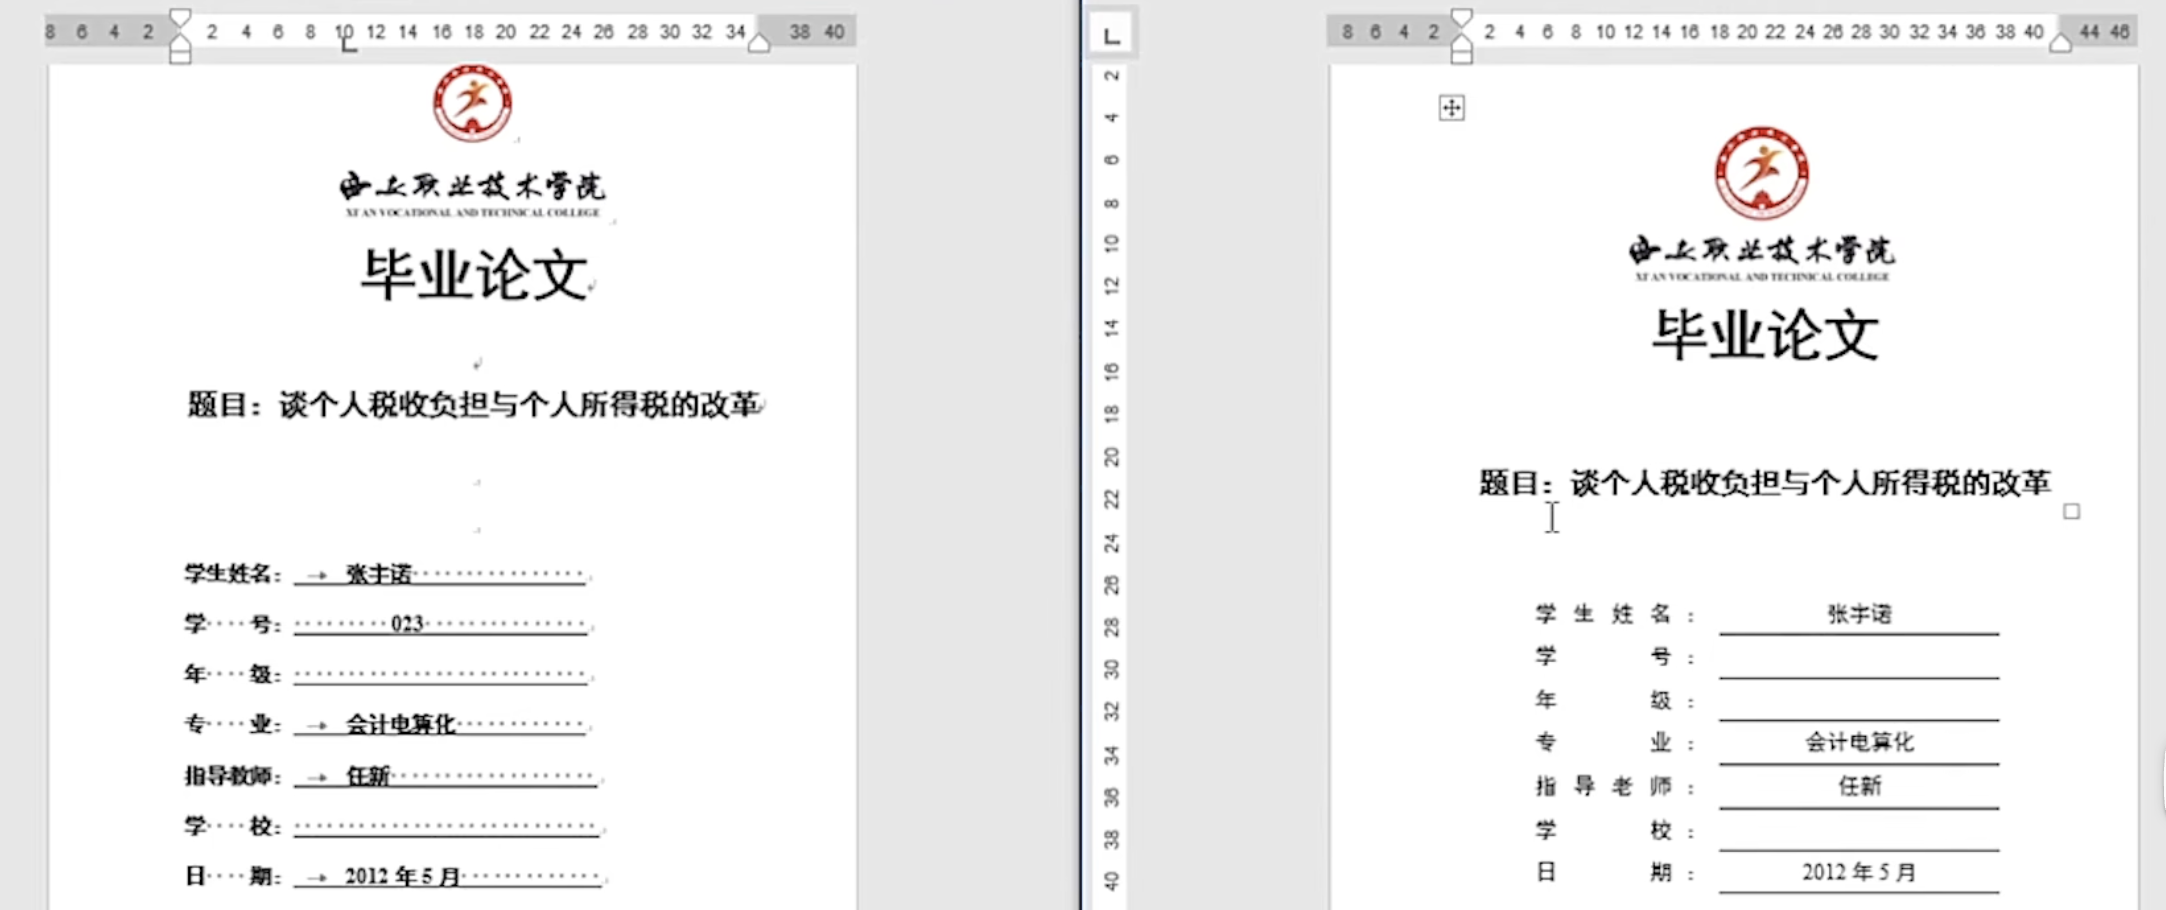 8 6 4 2 2 4 6 8 10 12 14 16 18 20 22 24 26 28 30 32 34 38 40
西安职业技术学院
XI'AN VOCATIONAL AND TECHNICAL COLLEGE
毕业论文
题目：谈个人税收负担与个人所得税的改革
学生姓名： 张宇诺
学 号： 023
年 级：
专 业： 会计电算化
指导教师： 任新
学 校：
日 期： 2012 年 5 月
L
2
4
6
8
10
12
14
16
18
20
22
24
26
28
30
32
34
36
38
40
8 6 4 2 2 4 6 8 10 12 14 16 18 20 22 24 26 28 30 32 34 36 38 40 44 46
西安职业技术学院
XI'AN VOCATIONAL AND TECHNICAL COLLEGE
毕业论文
题目：谈个人税收负担与个人所得税的改革
学生姓名： 张宇诺
学 号：
年 级：
专 业： 会计电算化
指导老师： 任新
学 校：
日 期： 2012 年 5 月